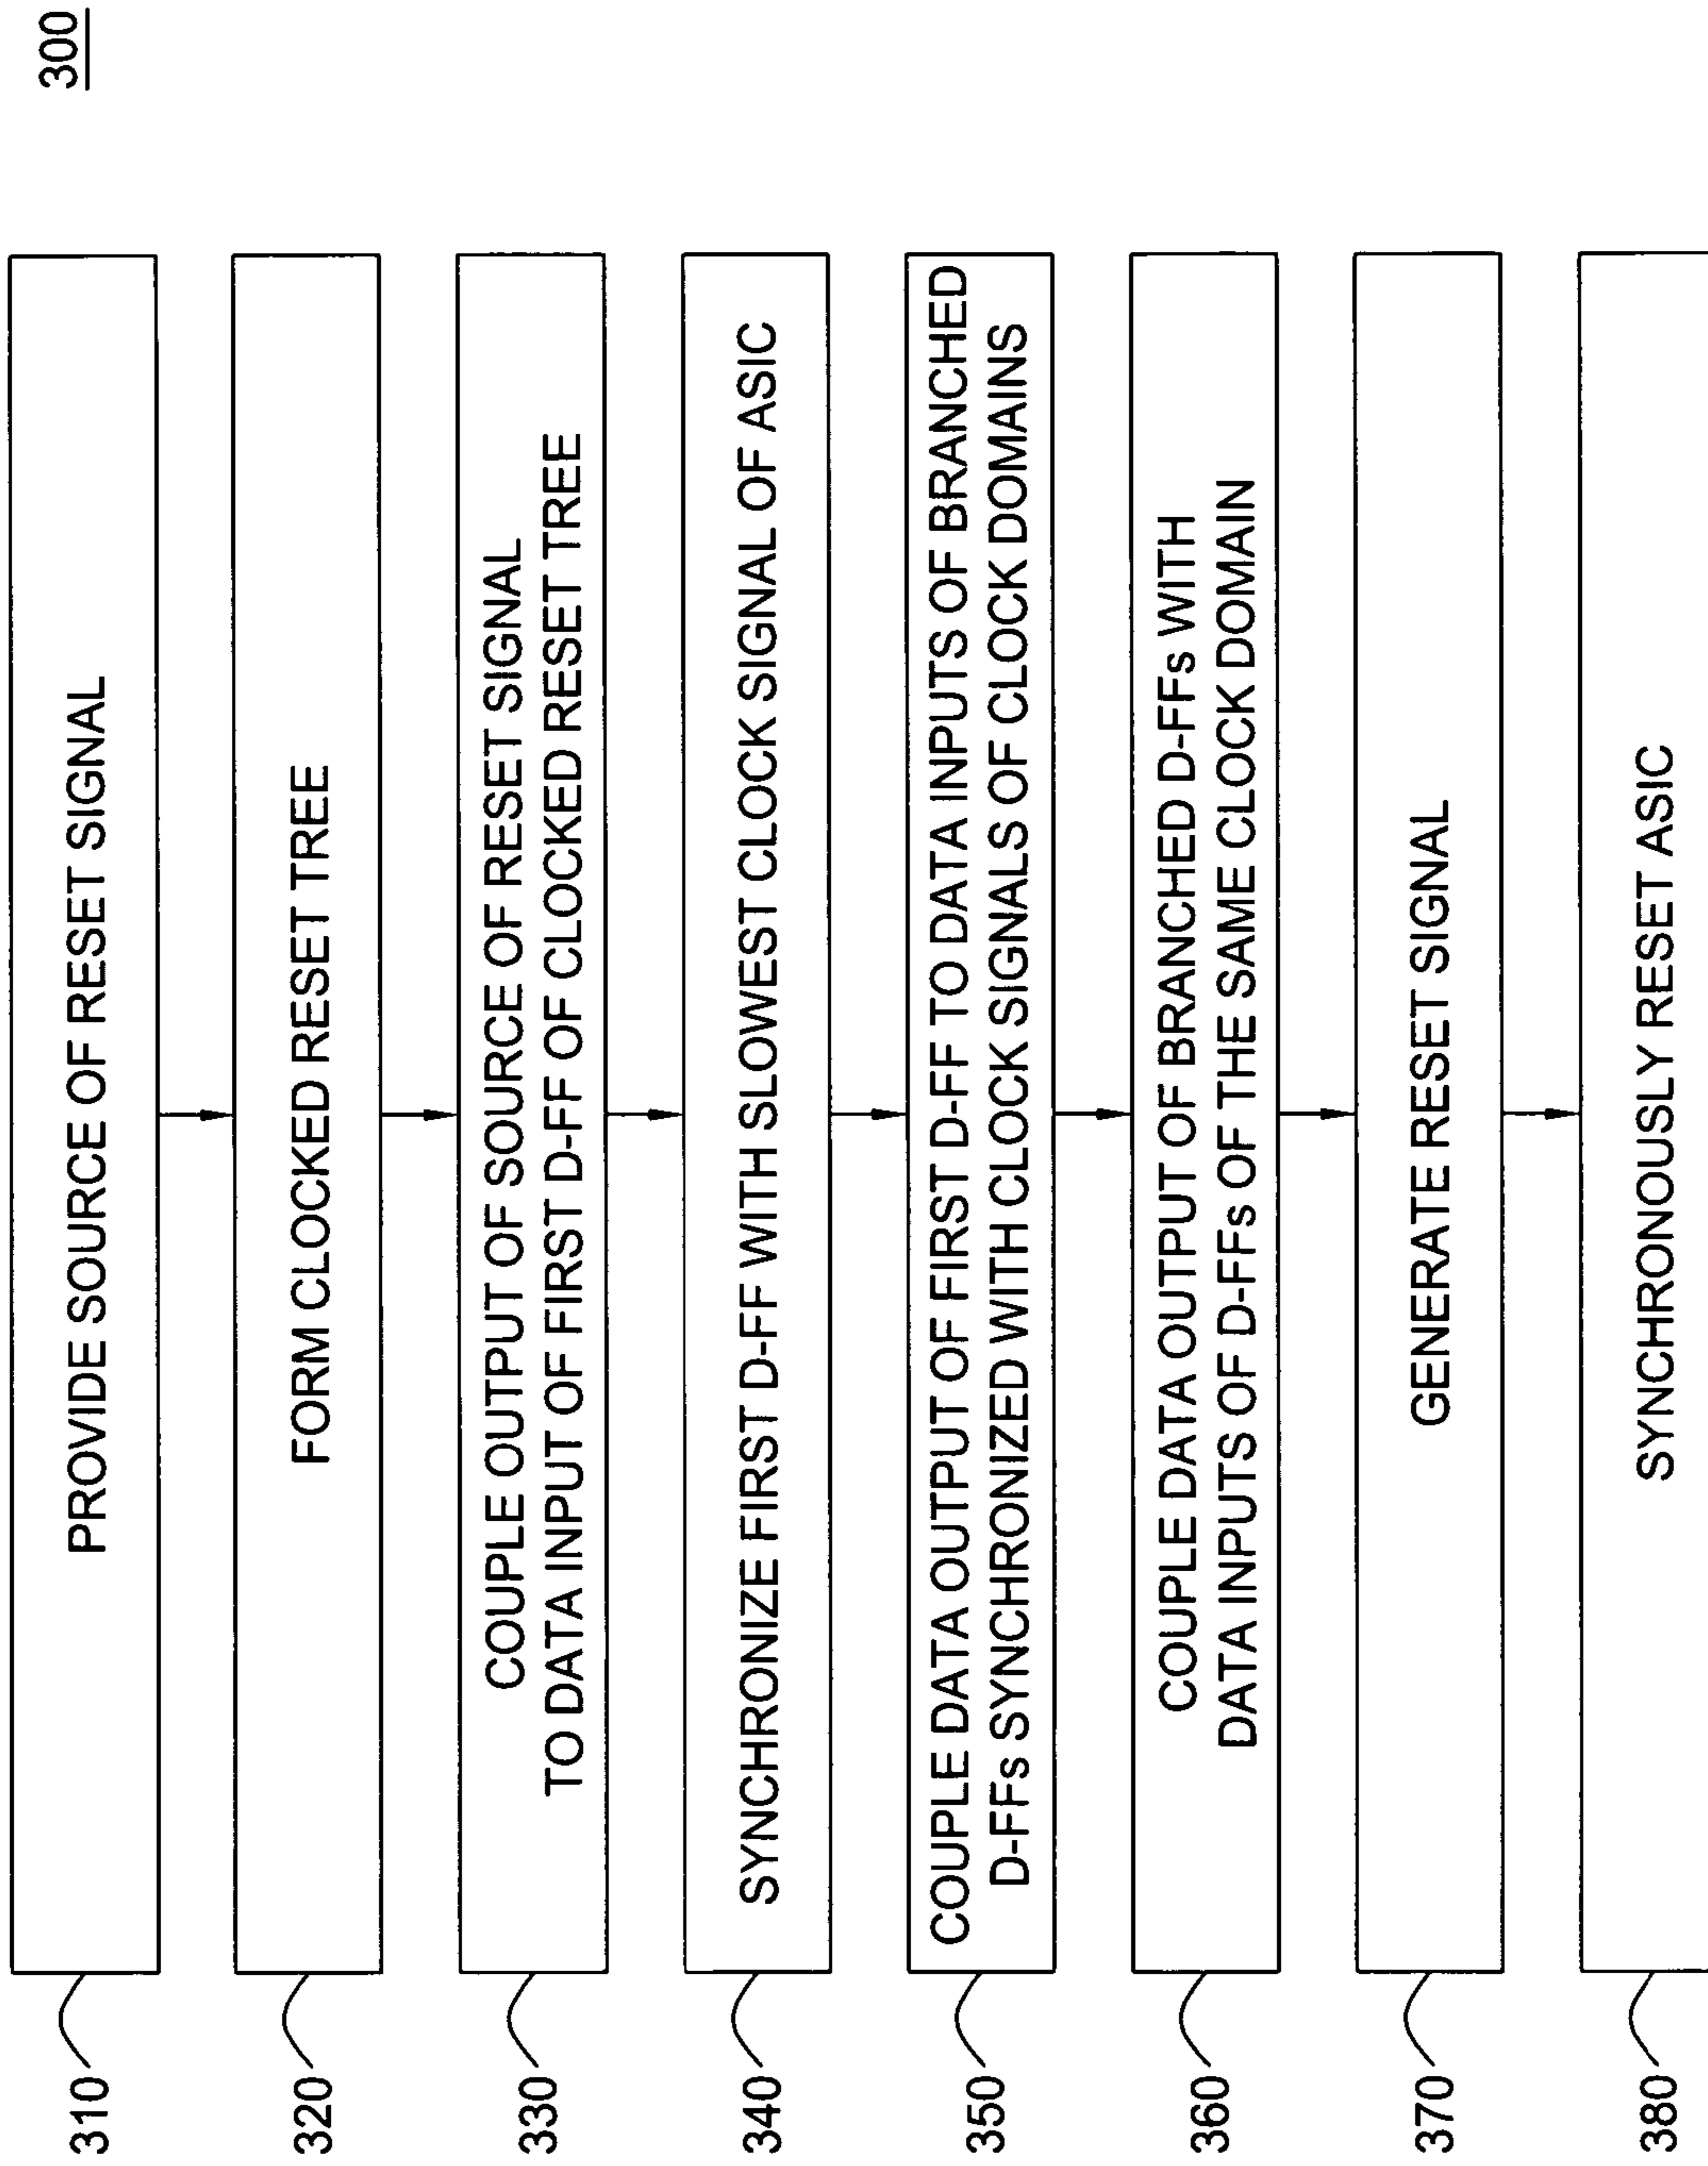 300
310
PROVIDE SOURCE OF RESET SIGNAL
320
FORM CLOCKED RESET TREE
330
COUPLE OUTPUT OF SOURCE OF RESET SIGNAL
TO DATA INPUT OF FIRST D-FF OF CLOCKED RESET TREE
340
SYNCHRONIZE FIRST D-FF WITH SLOWEST CLOCK SIGNAL OF ASIC
350
COUPLE DATA OUTPUT OF FIRST D-FF TO DATA INPUTS OF BRANCHED
D-FFs SYNCHRONIZED WITH CLOCK SIGNALS OF CLOCK DOMAINS
360
COUPLE DATA OUTPUT OF BRANCHED D-FFs WITH
DATA INPUTS OF D-FFs OF THE SAME CLOCK DOMAIN
370
GENERATE RESET SIGNAL
380
SYNCHRONOUSLY RESET ASIC